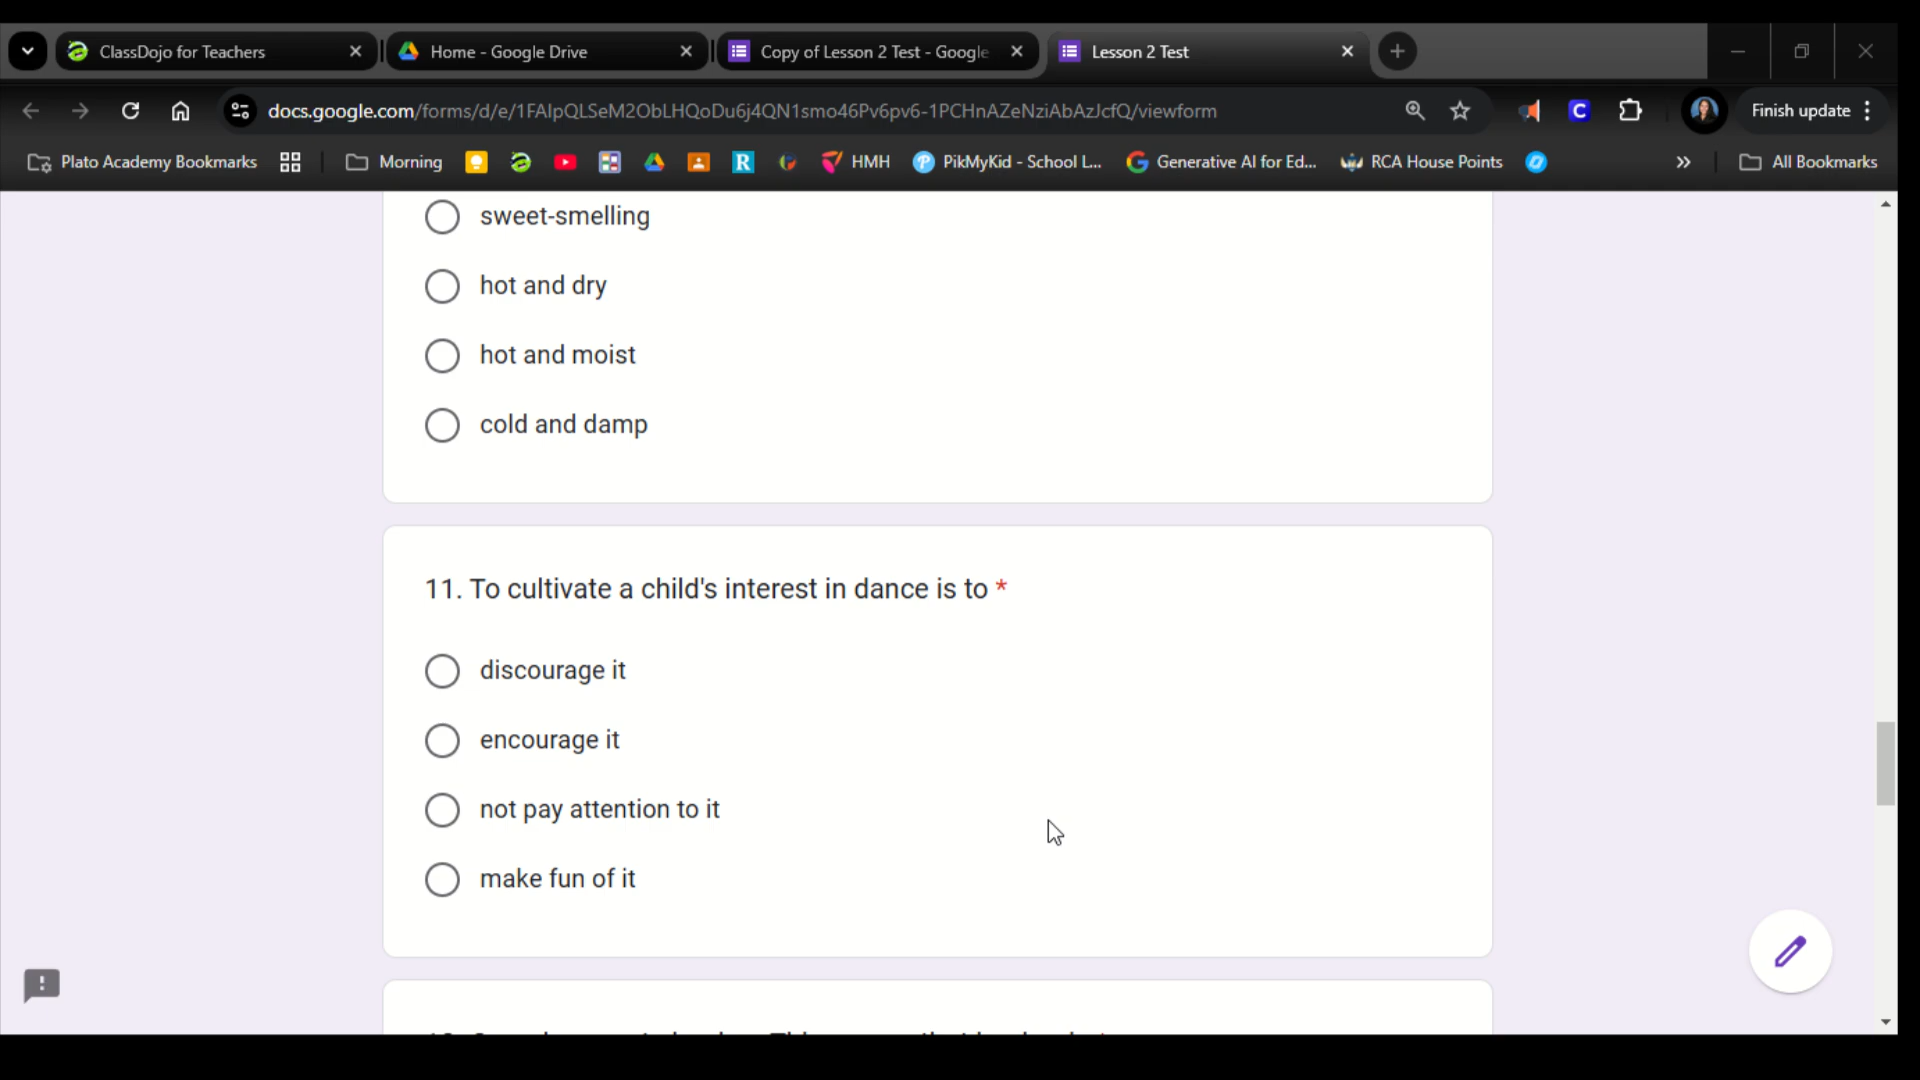 ClassDojo for Teachers
Home - Google Drive
Copy of Lesson 2 Test - Google
Lesson 2 Test
docs.google.com/forms/d/e/1FAIpQLSeM2ObLHQoDu6j4QN1smo46Pv6pv6-1PCHnAZeNziAbAzJcfQ/viewform
C
Finish update
Plato Academy Bookmarks
Morning
R
HMH
PikMyKid - School L...
Generative AI for Ed...
RCA House Points
All Bookmarks
sweet-smelling
hot and dry
hot and moist
cold and damp
11. To cultivate a child's interest in dance is to *
discourage it
encourage it
not pay attention to it
make fun of it